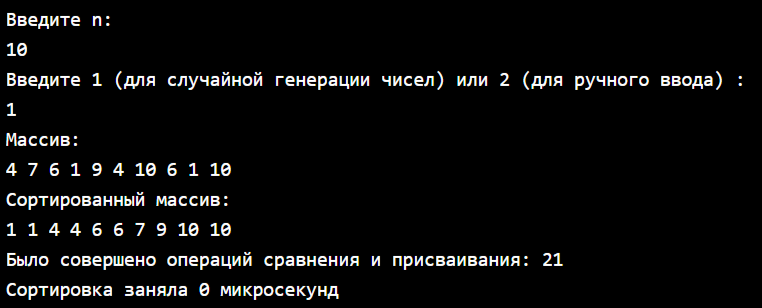 Введите n:
10
Введите 1 (для случайной генерации чисел) или 2 (для ручного ввода) :
1
Массив:
4 7 6 1 9 4 10 6 1 10
Сортированный массив:
1 1 4 4 6 6 7 9 10 10
Было совершено операций сравнения и присваивания: 21
Сортировка заняла 0 микросекунд